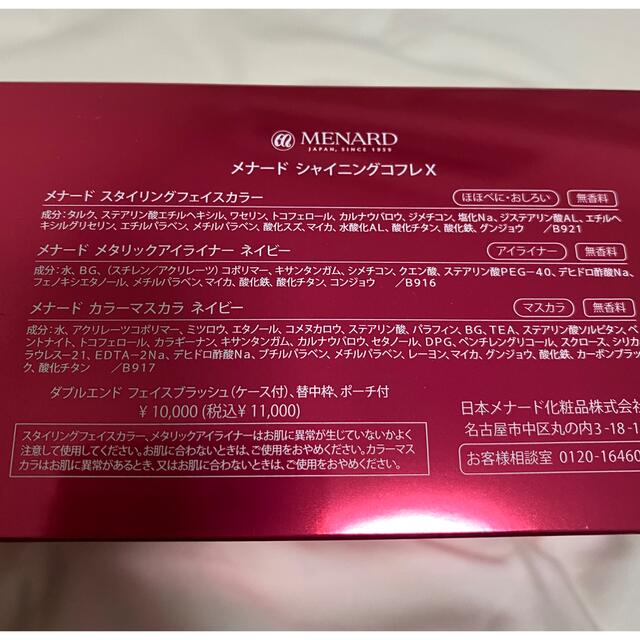 MENARD
JAPAN, SINCE 1959
メナード シャイニングコフレX
メナード スタイリングフェイスカラー ほほべに・おしろい 無香料
成分:タルク、ステアリン酸エチルヘキシル、ワセリン、トコフェロール、カルナウバロウ、ジメチコン、塩化Na、ジステアリン酸AL、エチルヘ
キシルグリセリン、エチルパラベン、メチルパラベン、酸化スズ、マイカ、水酸化AL、酸化チタン、酸化鉄、グンジョウ /B921
メナード メタリックアイライナー ネイビー アイライナー 無香料
成分:水、BG、(スチレン/アクリレーツ)コポリマー、キサンタンガム、シメチコン、クエン酸、ステアリン酸PEG-40、デヒドロ酢酸Na、
フェノキシエタノール、メチルパラベン、マイカ、酸化鉄、酸化チタン、コンジョウ /B916
メナード カラーマスカラ ネイビー マスカラ 無香料
成分:水、アクリレーツコポリマー、ミツロウ、エタノール、コメヌカロウ、ステアリン酸、パラフィン、BG、TEA、ステアリン酸ソルビタン、ベ
ントナイト、トコフェロール、カラギーナン、キサンタンガム、カルナウバロウ、セタノール、DPG、ペンチレングリコール、スクロース、シリカ
ラウレス-21、EDTA-2Na、デヒドロ酢酸Na、ブチルパラベン、メチルパラベン、レーヨン、マイカ、グンジョウ、酸化鉄、カーボンブラッ
ク、酸化チタン /B917
ダブルエンド フェイスブラッシュ(ケース付)、替中枠、ポーチ付
¥10,000(税込¥11,000)
スタイリングフェイスカラー、メタリックアイライナーはお肌に異常が生じていないかよく
注意して使用してください。お肌に合わないときは、ご使用をおやめください。カラーマス
カラはお肌に異常があるとき、又はお肌に合わないときは、ご使用をおやめください。
日本メナード化粧品株式会
名古屋市中区丸の内3-18-1
お客様相談室 0120-16460